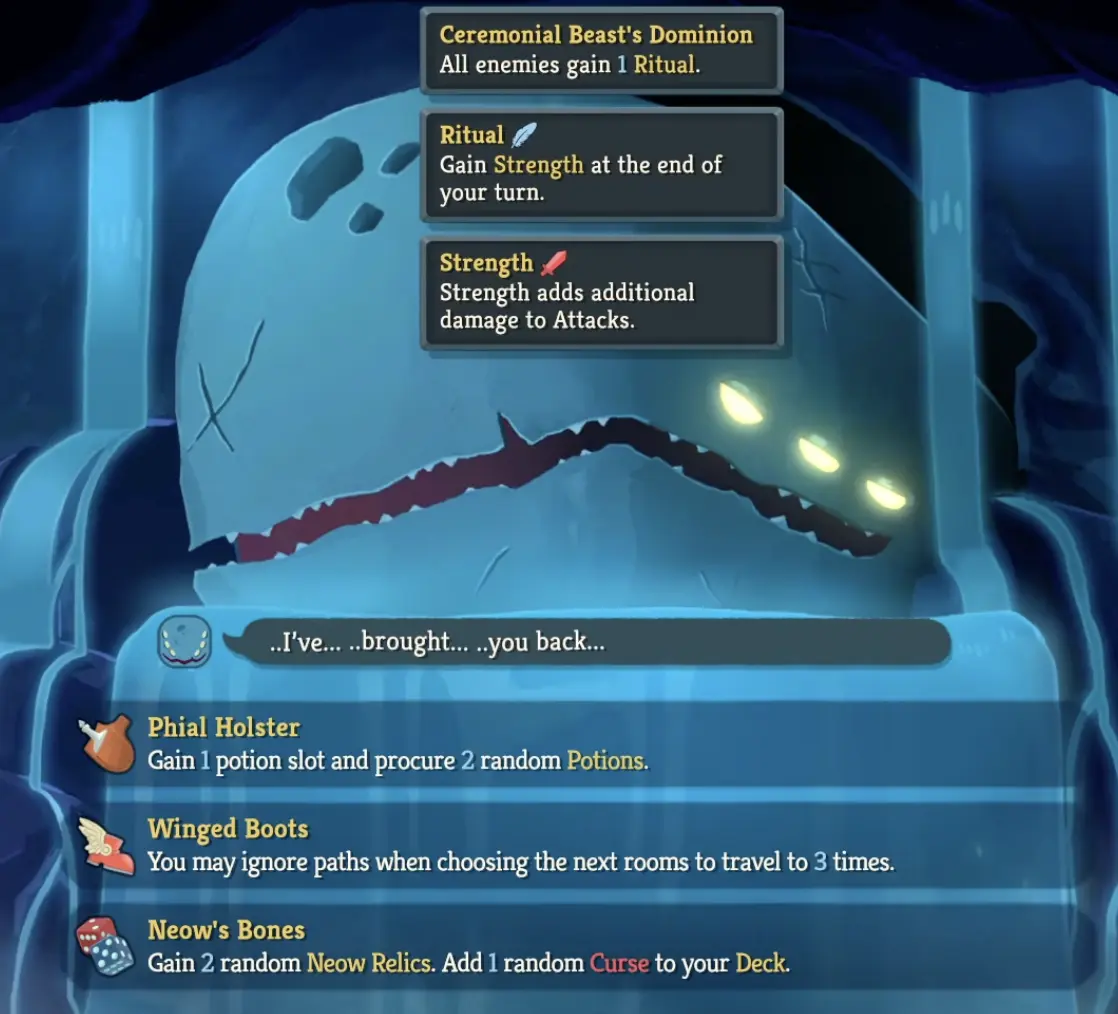 Ceremonial Beast's Dominion
All enemies gain 1 Ritual.
Ritual
Gain Strength at the end of
your turn.
Strength
Strength adds additional
damage to Attacks.
..I've... ..brought... ..you back...
Phial Holster
Gain 1 potion slot and procure 2 random Potions.
Winged Boots
You may ignore paths when choosing the next rooms to travel to 3 times.
Neow's Bones
Gain 2 random Neow Relics. Add 1 random Curse to your Deck.